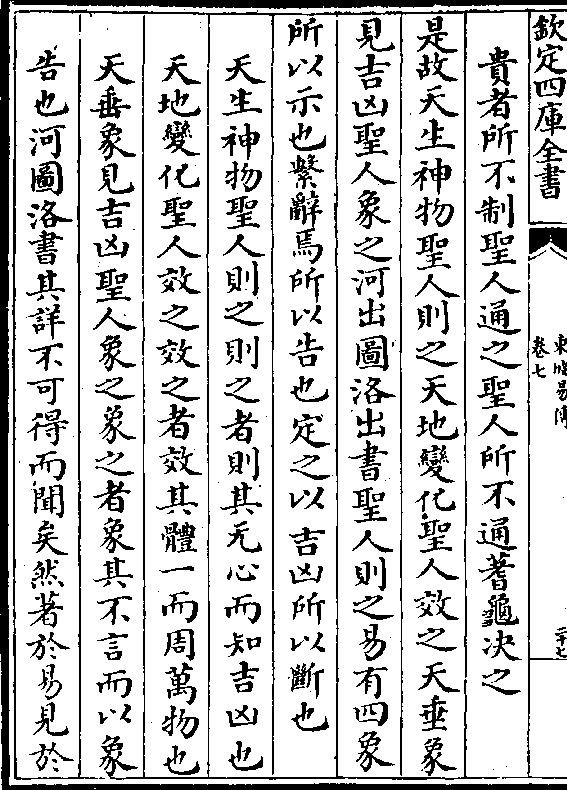 欽定四庫全書
東坡易傳
卷七
二十七
貴者所不制聖人通之聖人所不通蓍龜决之
是故天生神物聖人則之天地變化聖人效之天垂象
見吉凶聖人象之河出圖洛出書聖人則之易有四象
所以示也繫辭焉所以告也定之以吉凶所以斷也
天生神物聖人則之則之者則其无心而知吉凶也
天地變化聖人效之效之者效其體一而周萬物也
天垂象見吉凶聖人象之象之者象其不言而以象
告也河圖洛書其詳不可得而聞矣然著於易見於